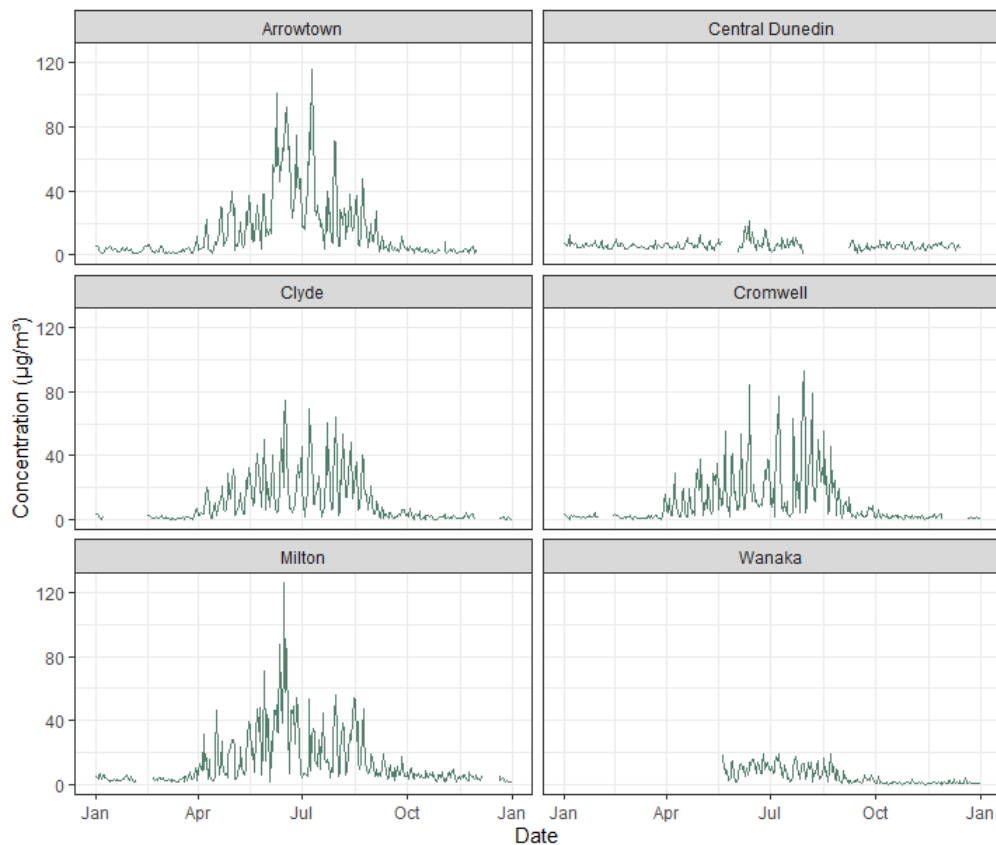 Arrowtown
Central Dunedin
120
80
40
0
Clyde
Cromwell
120
80
40
0
Concentration (µg/m³)
Milton
Wanaka
120
80
40
0
Jan Apr Jul Oct Jan Jan Apr Jul Oct Jan
Date